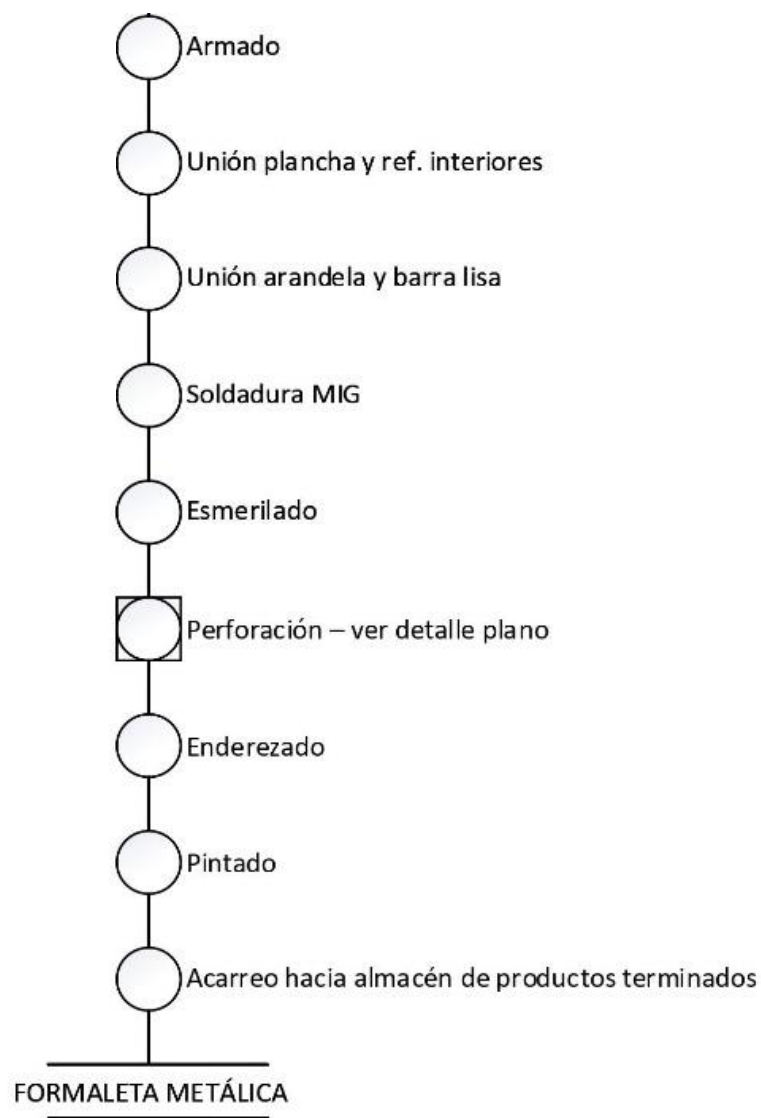 Armado
Unión plancha y ref. interiores
Unión arandela y barra lisa
Soldadura MIG
Esmerilado
Perforación – ver detalle plano
Enderezado
Pintado
Acarreo hacia almacén de productos terminados
FORMALETA METÁLICA